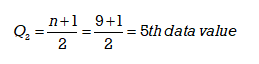 Q₂ = (n+1)/2 = (9+1)/2 = 5th data value